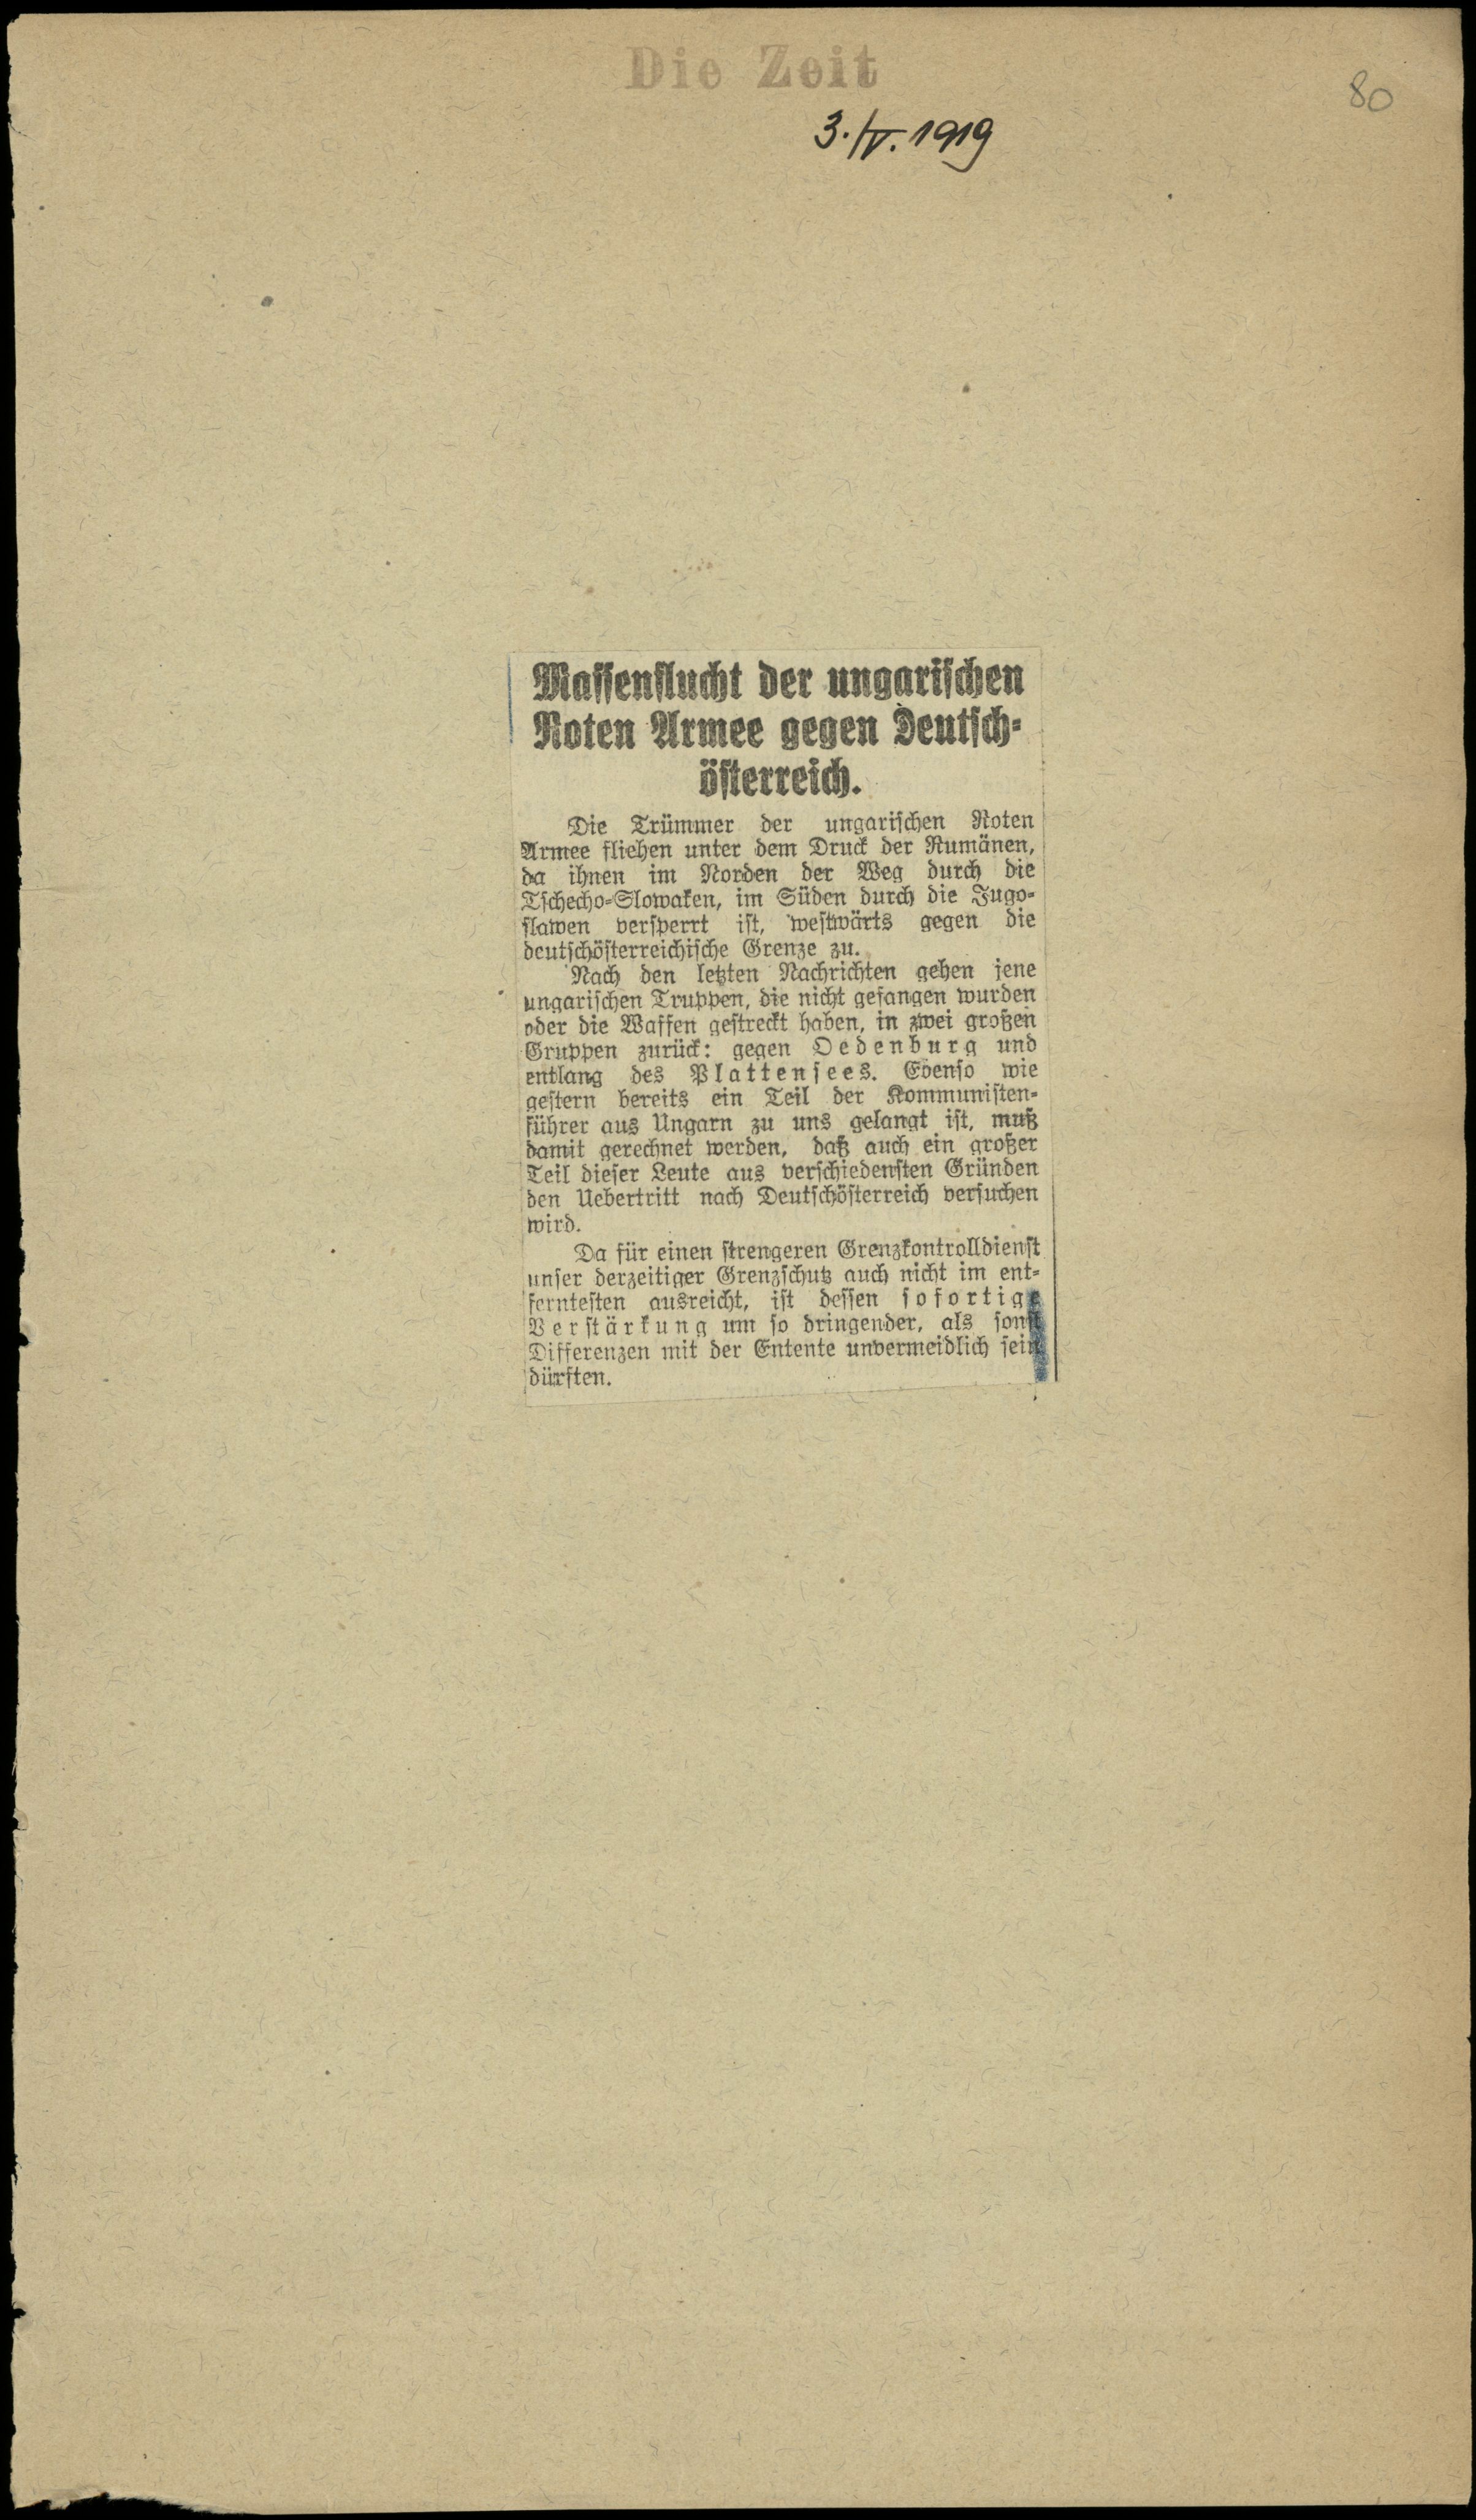 Die Zeit
80
3./V. 1919
Massenflucht der ungarischen
Roten Armee gegen Deutsch-
österreich.
Die Trümmer der ungarischen Roten
Armee fliehen unter dem Druck der Rumänen,
da ihnen im Norden der Weg durch die
Tschecho-Slowaken, im Süden durch die Jugo-
slawen versperrt ist, westwärts gegen die
deutschösterreichische Grenze zu.
Nach den letzten Nachrichten gehen jene
ungarischen Truppen, die nicht gefangen wurden
oder die Waffen gestreckt haben, in zwei großen
Gruppen zurück: gegen Oedenburg und
entlang des Plattensees. Ebenso wie
gestern bereits ein Teil der Kommunisten-
führer aus Ungarn zu uns gelangt ist, muß
damit gerechnet werden, daß auch ein großer
Teil dieser Leute aus verschiedensten Gründen
den Uebertritt nach Deutschösterreich versuchen
wird.
Da für einen strengeren Grenzkontrolldienst
unser derzeitiger Grenzschutz auch nicht im ent-
ferntesten ausreicht, ist dessen sofortige
Verstärkung um so dringender, als sonst
Differenzen mit der Entente unvermeidlich sein
dürften.